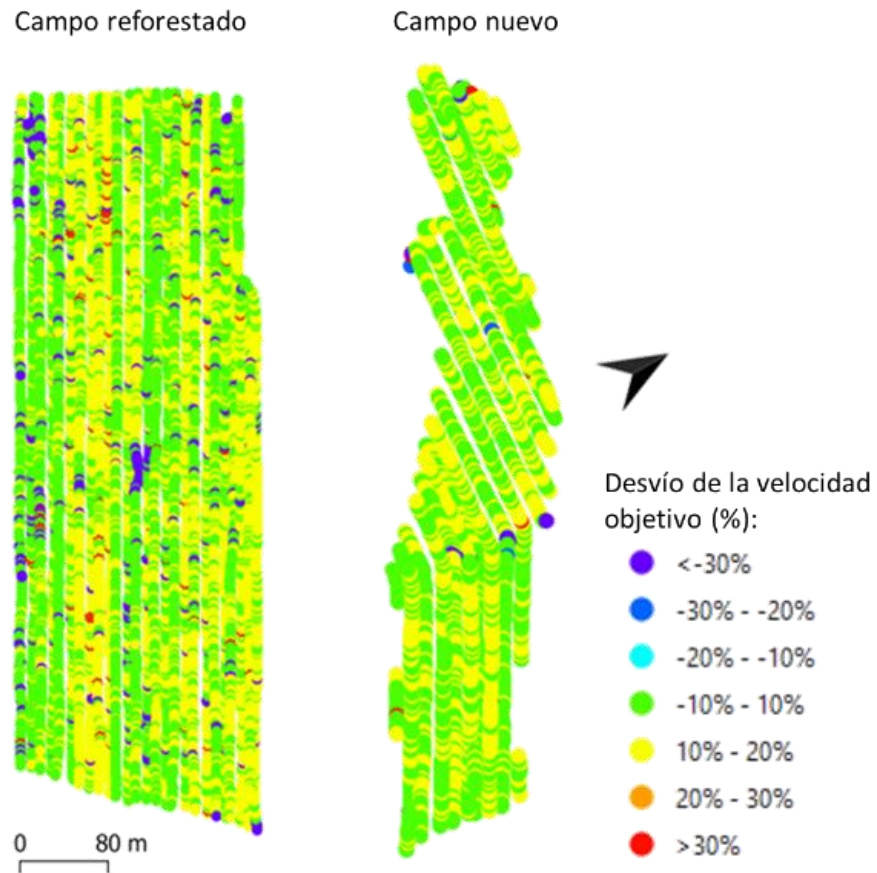 Campo reforestado
Campo nuevo
Desvío de la velocidad
objetivo (%):
<-30%
-30% - -20%
-20% - -10%
-10% - 10%
10% - 20%
20% - 30%
>30%
0 80 m